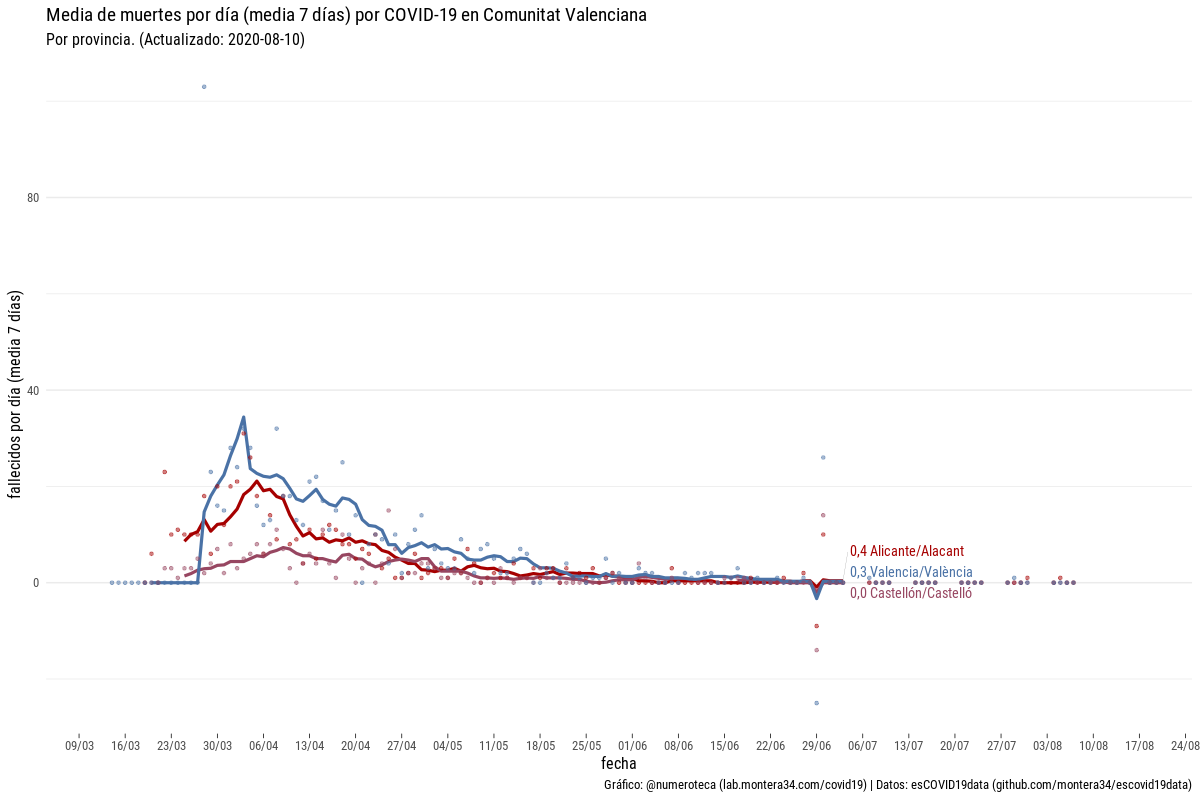 Media de muertes por día (media 7 días) por COVID-19 en Comunitat Valenciana
Por provincia. (Actualizado: 2020-08-10)
fallecidos por día (media 7 días)
80
40
0
0,4 Alicante/Alacant
0,3 Valencia/València
0,0 Castellón/Castelló
09/03 16/03 23/03 30/03 06/04 13/04 20/04 27/04 04/05 11/05 18/05 25/05 01/06 08/06 15/06 22/06 29/06 06/07 13/07 20/07 27/07 03/08 10/08 17/08 24/08
fecha
Gráfico: @numeroteca (lab.montera34.com/covid19) | Datos: esCOVID19data (github.com/montera34/escovid19data)